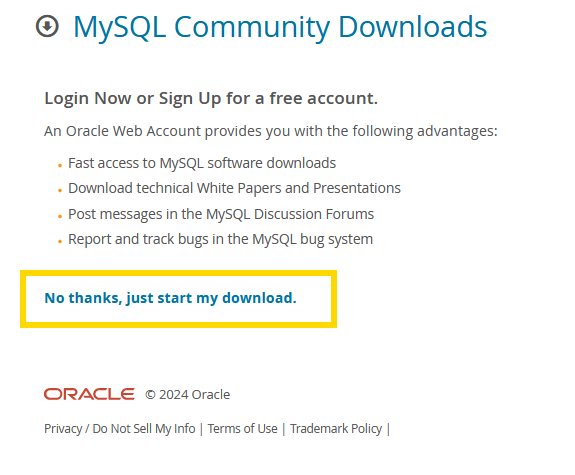 MySQL Community Downloads
Login Now or Sign Up for a free account.
An Oracle Web Account provides you with the following advantages:
Fast access to MySQL software downloads
Download technical White Papers and Presentations
Post messages in the MySQL Discussion Forums
Report and track bugs in the MySQL bug system
No thanks, just start my download.
ORACLE © 2024 Oracle
Privacy / Do Not Sell My Info | Terms of Use | Trademark Policy |